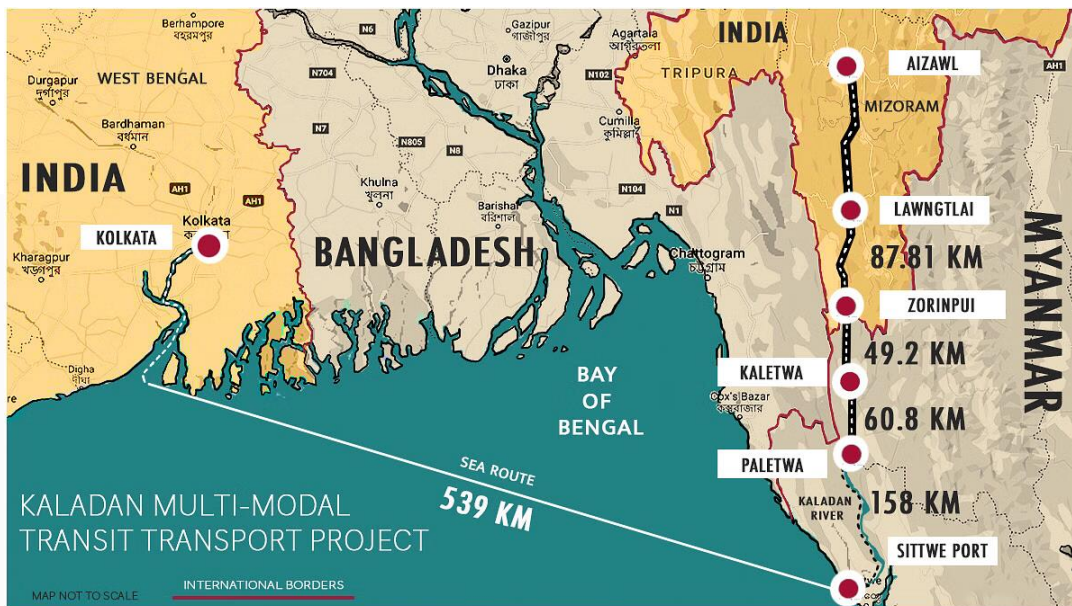 Berhampore
বহরমপুর
N6
Gazipur
গাজীপুর
Agartala
আগরতলা
INDIA
AIZAWL
AH1
WEST BENGAL
Durgapur
দুর্গাপুর
N704
Dhaka
ঢাকা
N102
TRIPURA
MIZORAM
Bardhaman
বর্ধমান
N7
N805
N8
Cumilla
কুমিল্লা
INDIA
AH1
AH1
Khulna
খুলনা
Barishal
বরিশাল
N104
N1
LAWNGTLAI
Kolkata
KOLKATA
Kharagpur
খড়্গপুর
BANGLADESH
Chattogram
চট্টগ্রাম
87.81 KM
MYANMAR
ZORINPUI
49.2 KM
Digha
দীঘা
BAY
OF
BENGAL
KALETWA
Cox's Bazar
কক্সবাজার
60.8 KM
SEA ROUTE
539 KM
PALETWA
KALADAN
RIVER
158 KM
KALADAN MULTI-MODAL
TRANSIT TRANSPORT PROJECT
SITTWE PORT
MAP NOT TO SCALE
INTERNATIONAL BORDERS